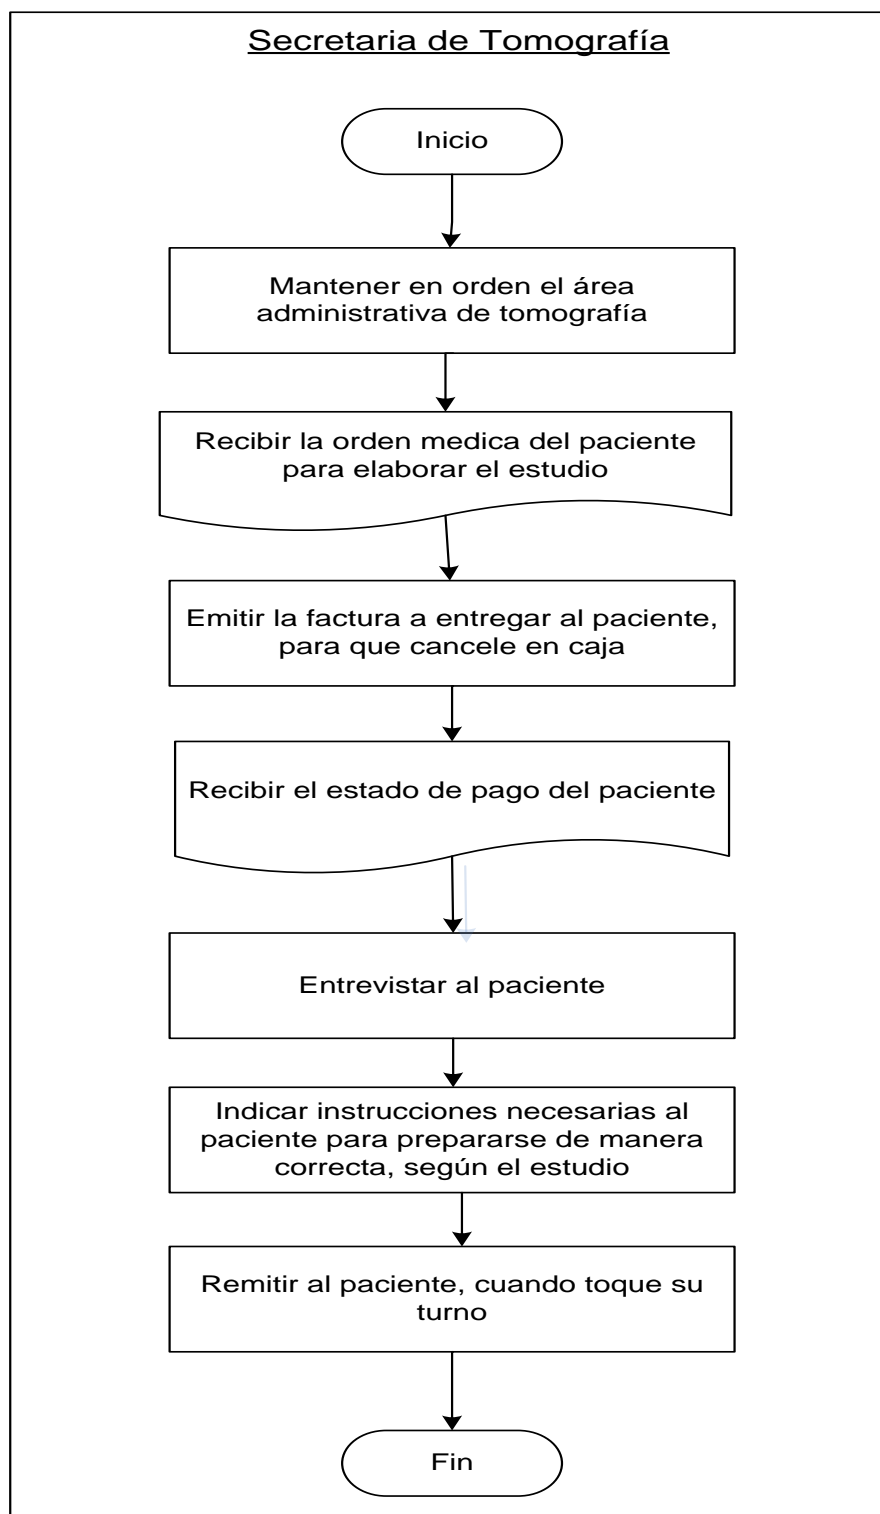 Secretaria de Tomografía
Inicio
Mantener en orden el área
administrativa de tomografía
Recibir la orden medica del paciente
para elaborar el estudio
Emitir la factura a entregar al paciente,
para que cancele en caja
Recibir el estado de pago del paciente
Entrevistar al paciente
Indicar instrucciones necesarias al
paciente para prepararse de manera
correcta, según el estudio
Remitir al paciente, cuando toque su
turno
Fin